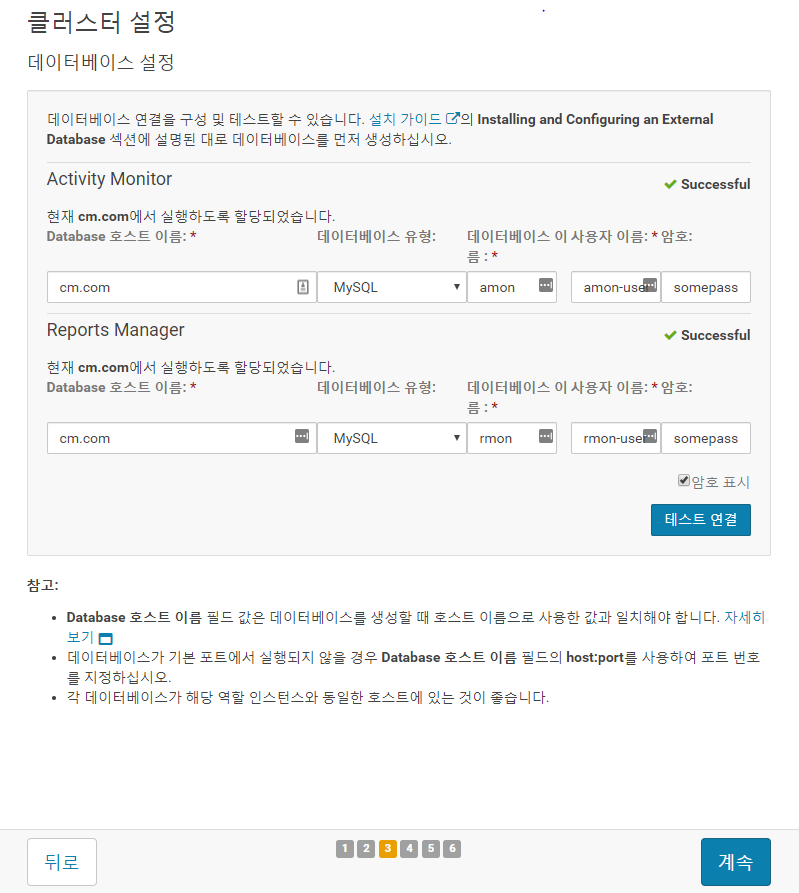 클러스터 설정
데이터베이스 설정
데이터베이스 연결을 구성 및 테스트할 수 있습니다. 설치 가이드의 Installing and Configuring an External
Database 섹션에 설명된 대로 데이터베이스를 먼저 생성하십시오.
Activity Monitor
Successful
현재 cm.com에서 실행하도록 할당되었습니다.
Database 호스트 이름: * 데이터베이스 유형: 데이터베이스 이 사용자 이름: * 암호:
름 : *
cm.com MySQL amon amon-user somepass
Reports Manager
Successful
현재 cm.com에서 실행하도록 할당되었습니다.
Database 호스트 이름: * 데이터베이스 유형: 데이터베이스 이 사용자 이름: * 암호:
름 : *
cm.com MySQL rmon rmon-user somepass
암호 표시
테스트 연결
참고:
• Database 호스트 이름 필드 값은 데이터베이스를 생성할 때 호스트 이름으로 사용한 값과 일치해야 합니다. 자세히
보기
• 데이터베이스가 기본 포트에서 실행되지 않을 경우 Database 호스트 이름 필드의 host:port를 사용하여 포트 번호
를 지정하십시오.
• 각 데이터베이스가 해당 역할 인스턴스와 동일한 호스트에 있는 것이 좋습니다.
뒤로
1 2 3 4 5 6
계속